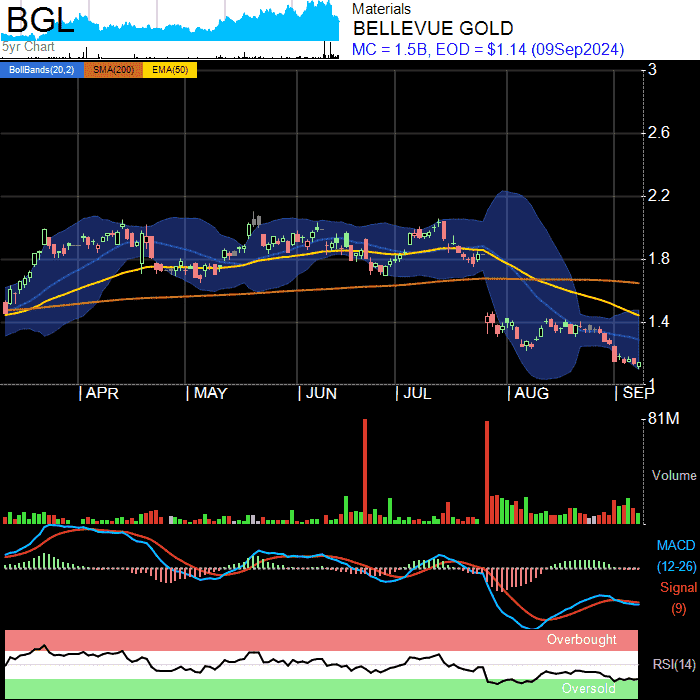 BGL
5yr Chart
Materials
BELLEVUE GOLD
MC = 1.5B, EOD = $1.14 (09Sep2024)
BollBands(20,2) SMA(200) EMA(50)
3
2.6
2.2
1.8
1.4
1
APR MAY JUN JUL AUG SEP
81M
Volume
MACD
(12-26)
Signal
(9)
Overbought
RSI(14)
Oversold